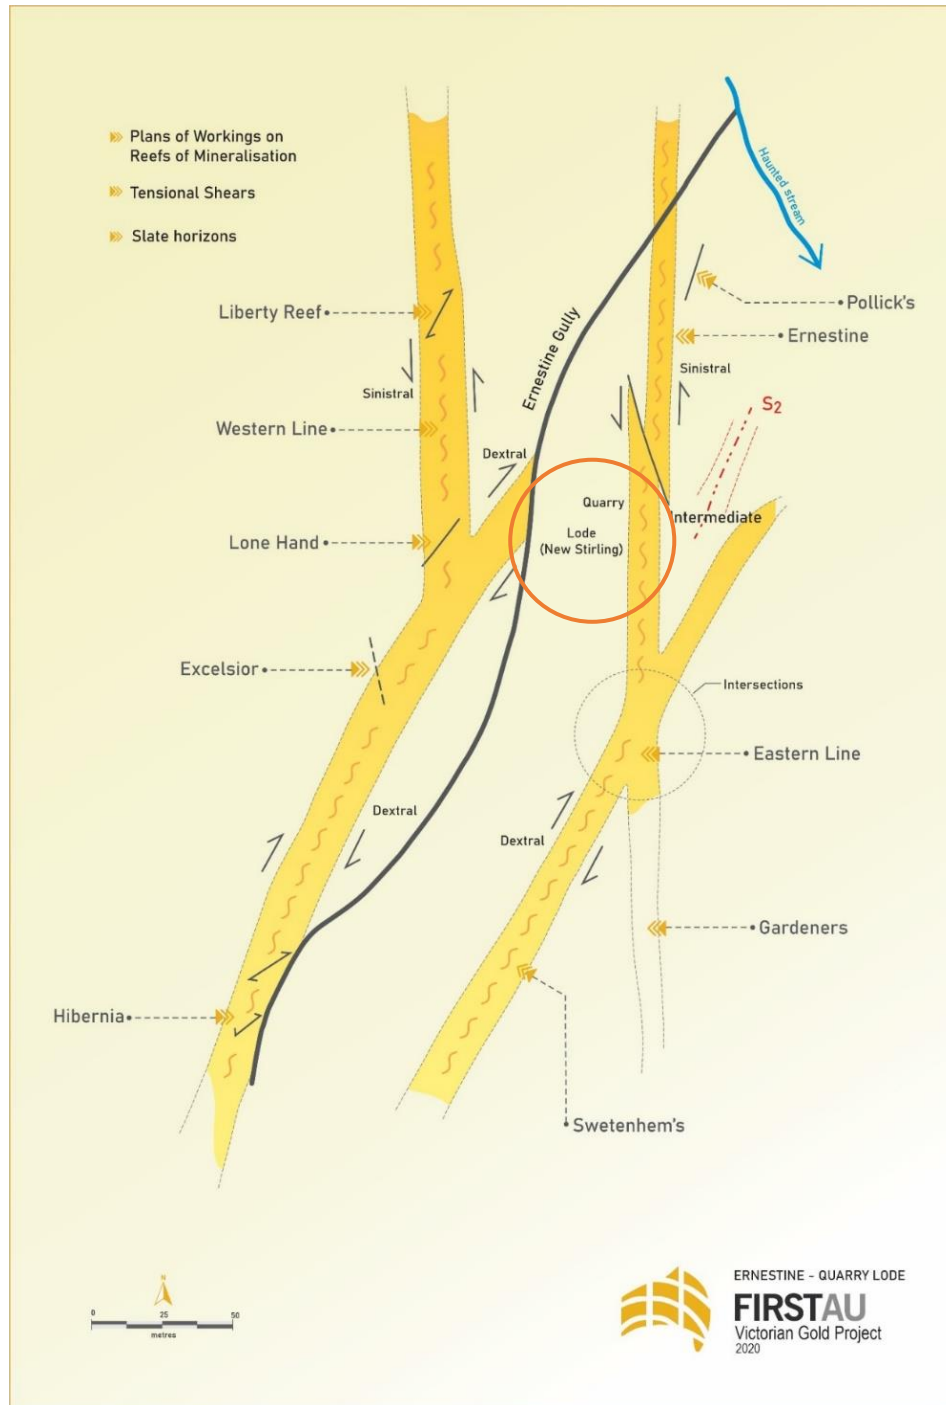 Plans of Workings on
Reefs of Mineralisation
Tensional Shears
Slate horizons
Haunted stream
Liberty Reef
Pollick's
Ernestine
Ernestine Gully
Sinistral
Sinistral
S2
Western Line
Dextral
Quarry
Intermediate
Lode
(New Stirling)
Lone Hand
Excelsior
Intersections
Eastern Line
Dextral
Dextral
Gardeners
Hibernia
Swetenhem's
N
0 25 50
metres
ERNESTINE - QUARRY LODE
FIRSTAU
Victorian Gold Project
2020